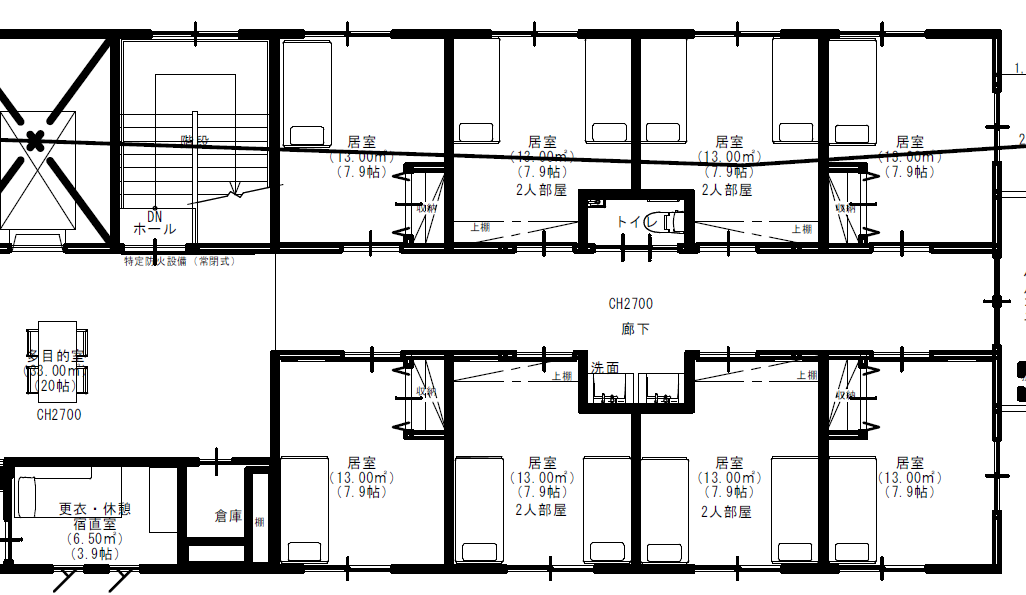 1.
階段
居室
(13.00㎡)
(7.9帖)
居室
(13.00㎡)
(7.9帖)
2人部屋
居室
(13.00㎡)
(7.9帖)
2人部屋
居室
(13.00㎡)
(7.9帖)
2
収納
収納
DN
ホール
上棚
トイレ
上棚
特定防火設備（常閉式）
CH2700
廊下
多目的室
(33.00㎡)
(20帖)
CH2700
収納
上棚
洗面
上棚
収納
居室
(13.00㎡)
(7.9帖)
居室
(13.00㎡)
(7.9帖)
2人部屋
居室
(13.00㎡)
(7.9帖)
2人部屋
居室
(13.00㎡)
(7.9帖)
更衣・休憩
宿直室
(6.50㎡)
(3.9帖)
倉庫
棚